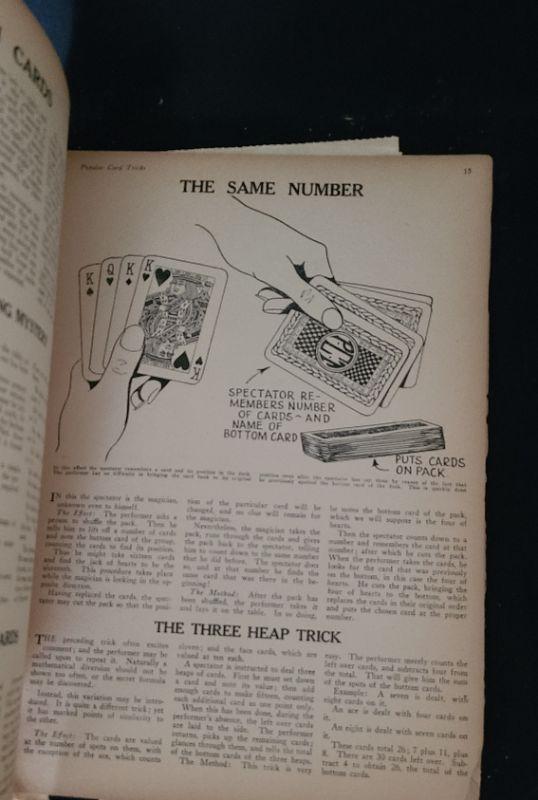 CARDS
Popular Card Tricks
15
THE SAME NUMBER
K
Q
K
K
SPECTATOR RE-
MEMBERS NUMBER
OF CARDS - AND
NAME OF
BOTTOM CARD
PUTS CARDS
ON PACK
In this effect the spectator remembers a card and its position in the deck.
IN this the spectator is the magician,
unknown even to himself.
The Effect: The performer asks a
person to shuffle the pack. Then he
tells him to lift off a number of cards
and note the bottom card of the group,
counting the cards to find its position.
Thus he might take sixteen cards
and find the jack of hearts to be the
sixteenth. This procedure takes place
while the magician is looking in the op-
posite direction.
Having replaced the cards, the spec-
tator may cut the pack so that the posi-
tion of the particular card will be
changed, and no clue will remain for
the magician.
Nevertheless, the magician takes the
pack, runs through the cards and gives
the pack back to the spectator, telling
him to count down to the same number
that he did before. The spectator does
so, and at that number he finds the
same card that was there in the be-
ginning!
The Method: After the pack has
been shuffled, the performer takes it
and lays it on the table. In so doing,
he notes the bottom card of the pack,
which we will suppose is the four of
hearts.
Then the spectator counts down to a
number and remembers the card at that
number; after which he cuts the pack.
When the performer takes the cards, he
looks for the card that was previously
on the bottom, in this case the four of
hearts. He cuts the pack, bringing the
four of hearts to the bottom, which
replaces the cards in their original order
and puts the chosen card at the proper
number.
THE THREE HEAP TRICK
THE preceding trick often excites
comment; and the performer may be
called upon to repeat it. Naturally a
mathematical diversion should not be
shown too often, or the secret formula
may be discovered.
Instead, this variation may be intro-
duced. It is quite a different trick; yet
it has marked points of similarity to
the other.
The Effect: The cards are valued
at the number of spots on them, with
the exception of the ace, which counts
eleven; and the face cards, which are
valued at ten each.
A spectator is instructed to deal three
heaps of cards. First he must set down
a card and note its value; then add
enough cards to make fifteen, counting
each additional card as one point only.
When this has been done, during the
performer's absence, the left over cards
are laid to the side. The performer
returns, picks up the remaining cards;
glances through them, and tells the total
of the bottom cards of the three heaps.
The Method: This trick is very
easy. The performer merely counts the
left over cards, and subtracts four from
the total. That will give him the sum
of the spots of the bottom cards.
Example: A seven is dealt, with
eight cards on it.
An ace is dealt with four cards on
it.
An eight is dealt with seven cards on
it.
These cards total 26; 7 plus 11, plus
8. There are 30 cards left over. Sub-
tract 4 to obtain 26, the total of the
bottom cards.